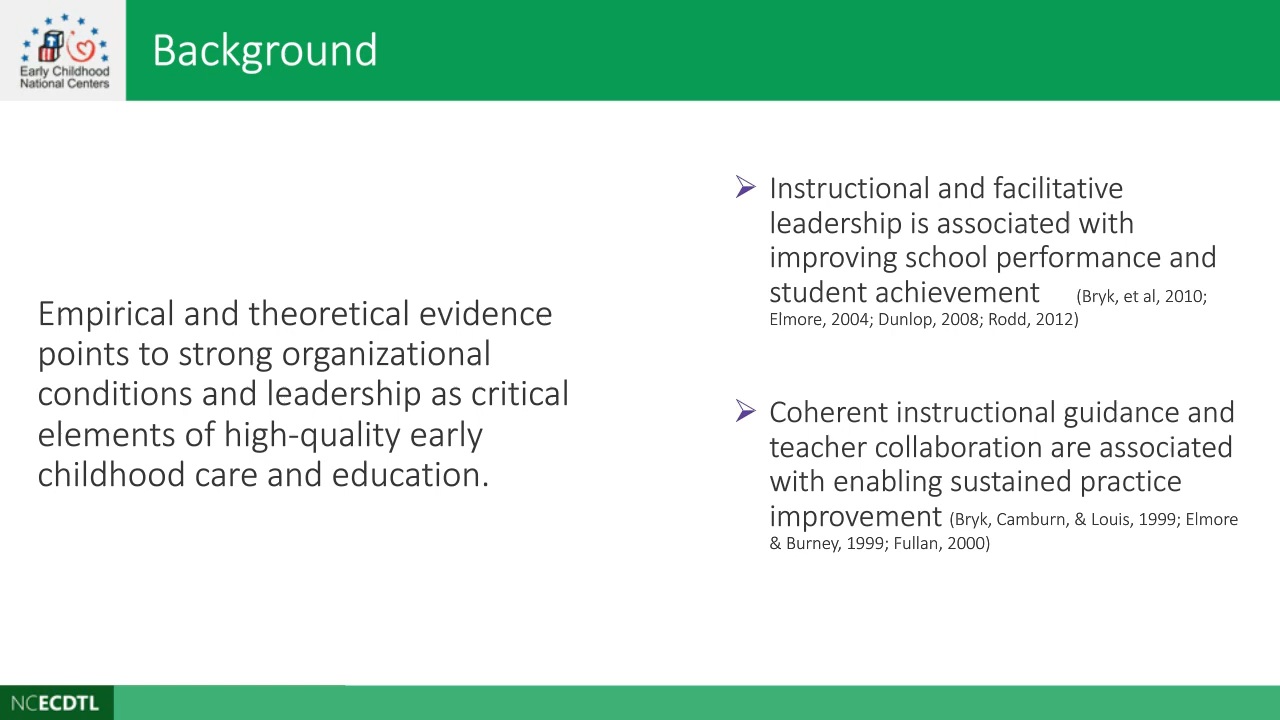 Early Childhood
National Centers
Background
Empirical and theoretical evidence
points to strong organizational
conditions and leadership as critical
elements of high-quality early
childhood care and education.
Instructional and facilitative
leadership is associated with
improving school performance and
student achievement (Bryk, et al, 2010;
Elmore, 2004; Dunlop, 2008; Rodd, 2012)
Coherent instructional guidance and
teacher collaboration are associated
with enabling sustained practice
improvement (Bryk, Camburn, & Louis, 1999; Elmore
& Burney, 1999; Fullan, 2000)
NCECDTL